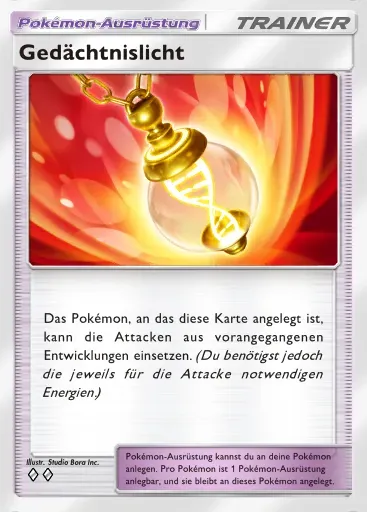 Pokémon-Ausrüstung
TRAINER
Gedächtnislicht
Das Pokémon, an das diese Karte angelegt ist,
kann die Attacken aus vorangegangenen
Entwicklungen einsetzen. (Du benötigst jedoch
die jeweils für die Attacke notwendigen
Energien.)
Illustr. Studio Bora Inc.
Pokémon-Ausrüstung kannst du an deine Pokémon
anlegen. Pro Pokémon ist 1 Pokémon-Ausrüstung
anlegbar, und sie bleibt an dieses Pokémon angelegt.